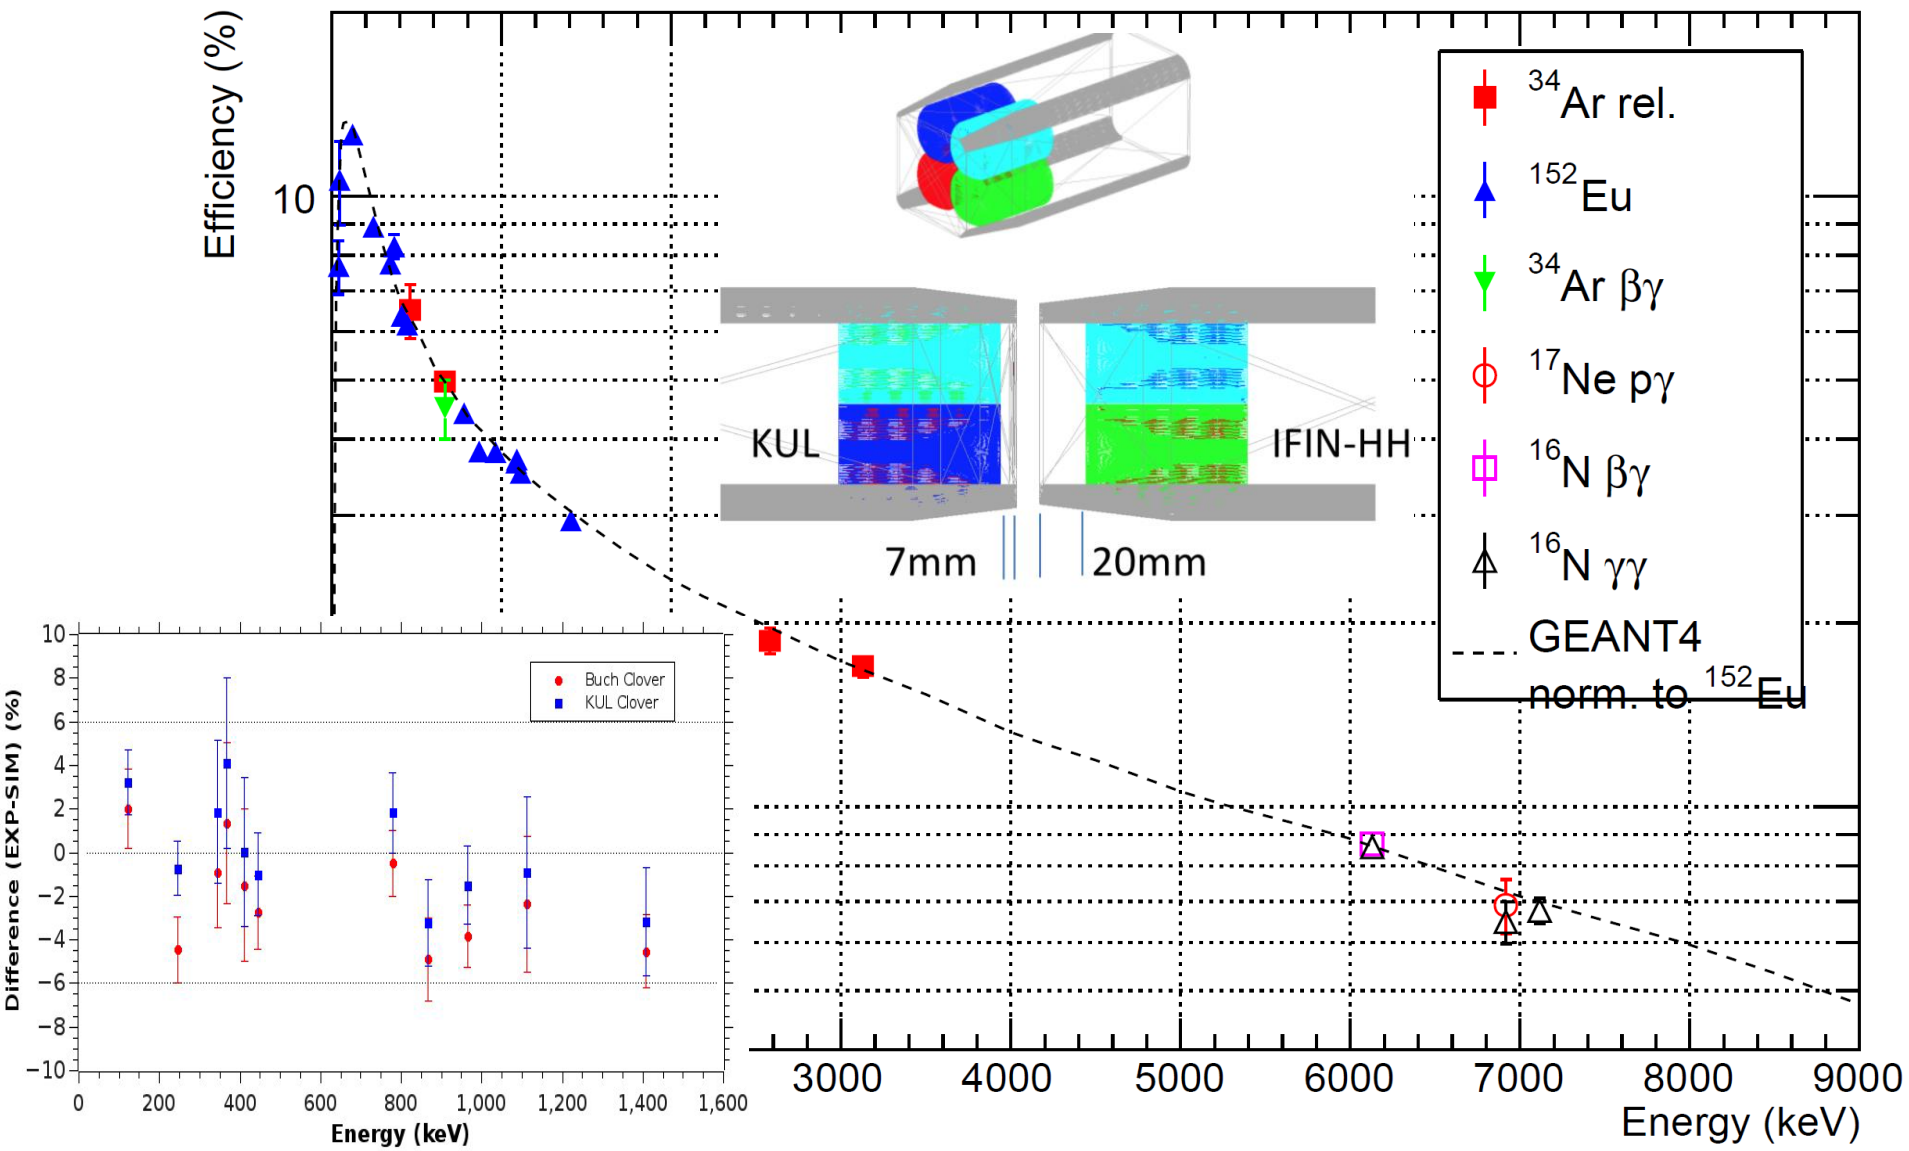 Efficiency (%)
10
³⁴Ar rel.
¹⁵²Eu
³⁴Ar βγ
¹⁷Ne pγ
¹⁶N βγ
¹⁶N γγ
GEANT4
norm. to ¹⁵²Eu
KUL
IFIN-HH
7mm
20mm
3000 4000 5000 6000 7000 8000 9000
Energy (keV)
Difference (EXP-SIM) (%)
10
8
6
4
2
0
−2
−4
−6
−8
−10
Buch Clover
KUL Clover
0 200 400 600 800 1,000 1,200 1,400 1,600
Energy (keV)